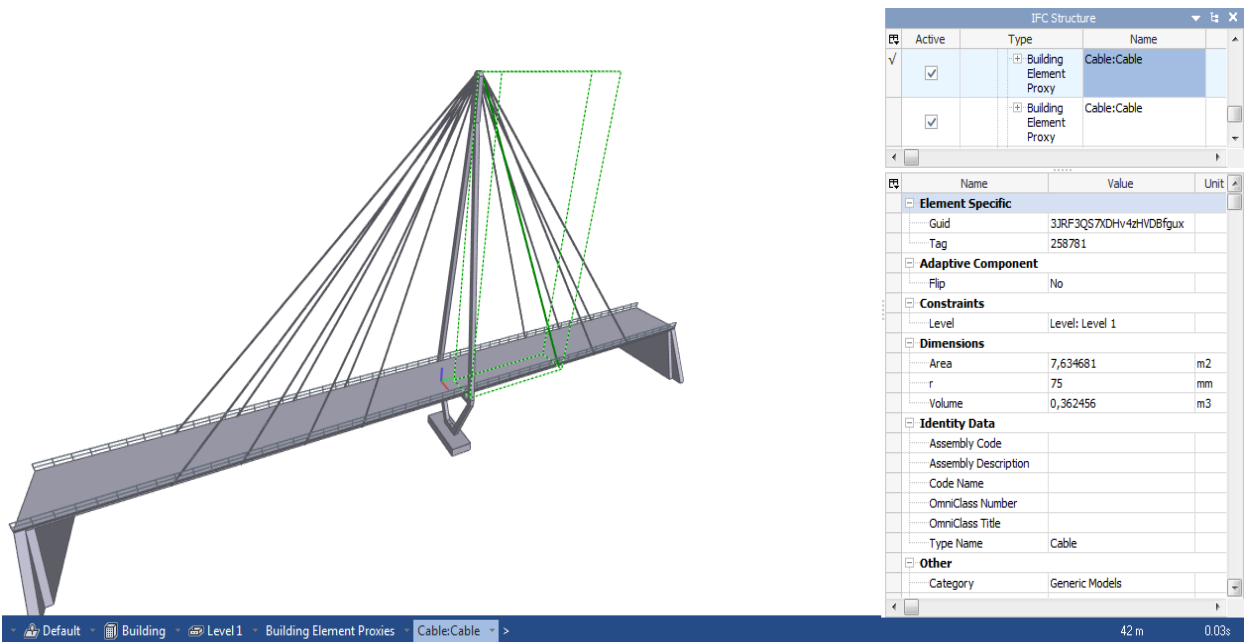 IFC Structure
Active Type Name
Building Element Proxy Cable:Cable
Building Element Proxy Cable:Cable
Name Value Unit
Element Specific
Guid 3JRF3QS7XDHv4zHVDBfgux
Tag 258781
Adaptive Component
Flip No
Constraints
Level Level: Level 1
Dimensions
Area 7,634681 m2
r 75 mm
Volume 0,362456 m3
Identity Data
Assembly Code
Assembly Description
Code Name
OmniClass Number
OmniClass Title
Type Name Cable
Other
Category Generic Models
Default Building Level 1 Building Element Proxies Cable:Cable > 42 m 0.03s